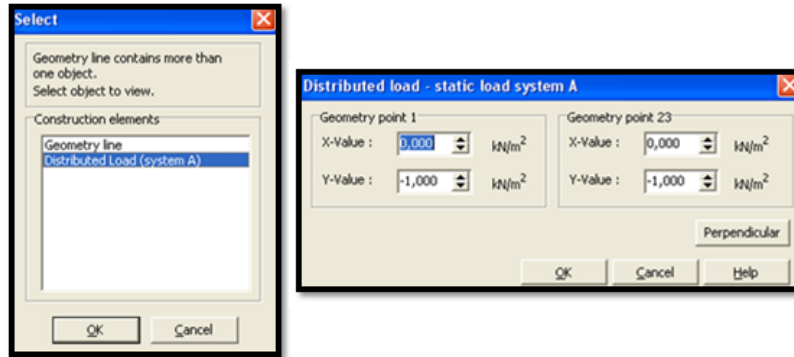 Select
Geometry line contains more than
one object.
Select object to view.
Construction elements
Geometry line
Distributed Load (system A)
OK Cancel
Distributed load - static load system A
Geometry point 1 Geometry point 23
X-Value : 0,000 kN/m² X-Value : 0,000 kN/m²
Y-Value : -1,000 kN/m² Y-Value : -1,000 kN/m²
Perpendicular
OK Cancel Help